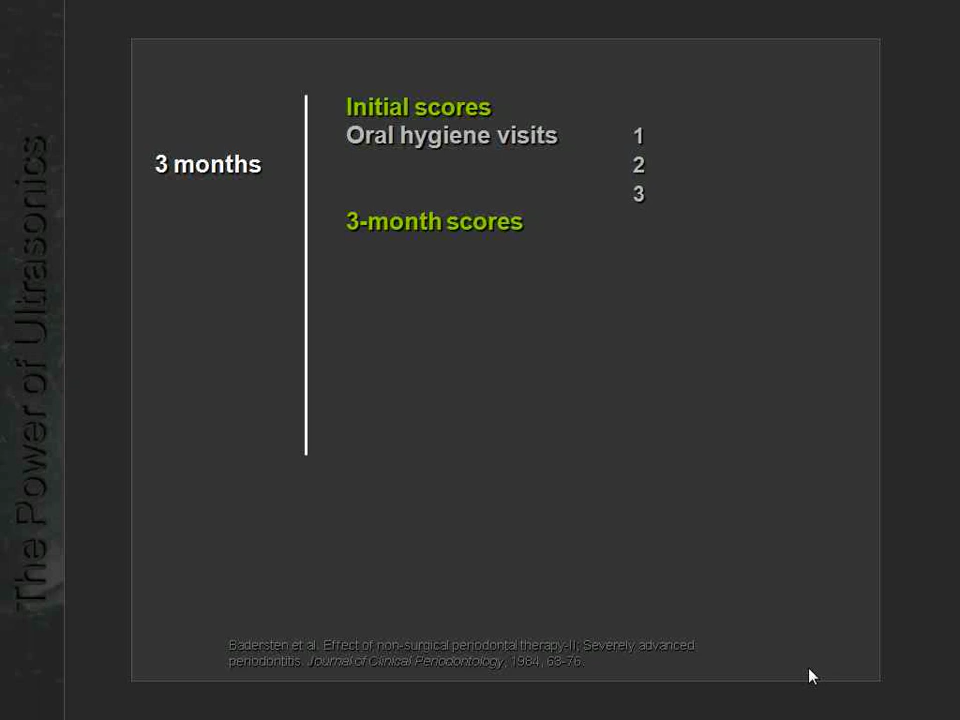 The Power of Ultrasonics
Initial scores
Oral hygiene visits 1
3 months 2
3
3-month scores
Badersten et al. Effect of non-surgical periodontal therapy-II; Severely advanced
periodontitis. Journal of Clinical Periodontology, 1984, 63-76.